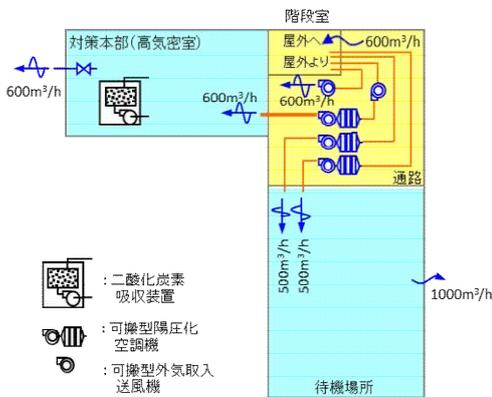 階段室
対策本部(高気密室)
屋外へ
600m³/h
屋外より
600m³/h
600m³/h
600m³/h
通路
500m³/h
500m³/h
1000m³/h
:二酸化炭素
吸収装置
:可搬型陽圧化
空調機
:可搬型外気取入
送風機
待機場所